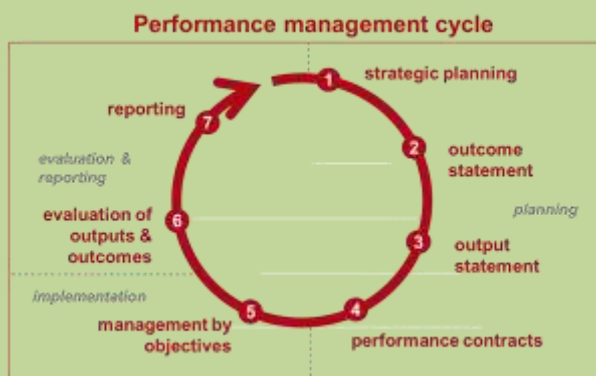 Performance management cycle
1
strategic planning
2
outcome
statement
planning
3
output
statement
4
performance contracts
5
management by
objectives
implementation
6
evaluation of
outputs &
outcomes
evaluation &
reporting
7
reporting